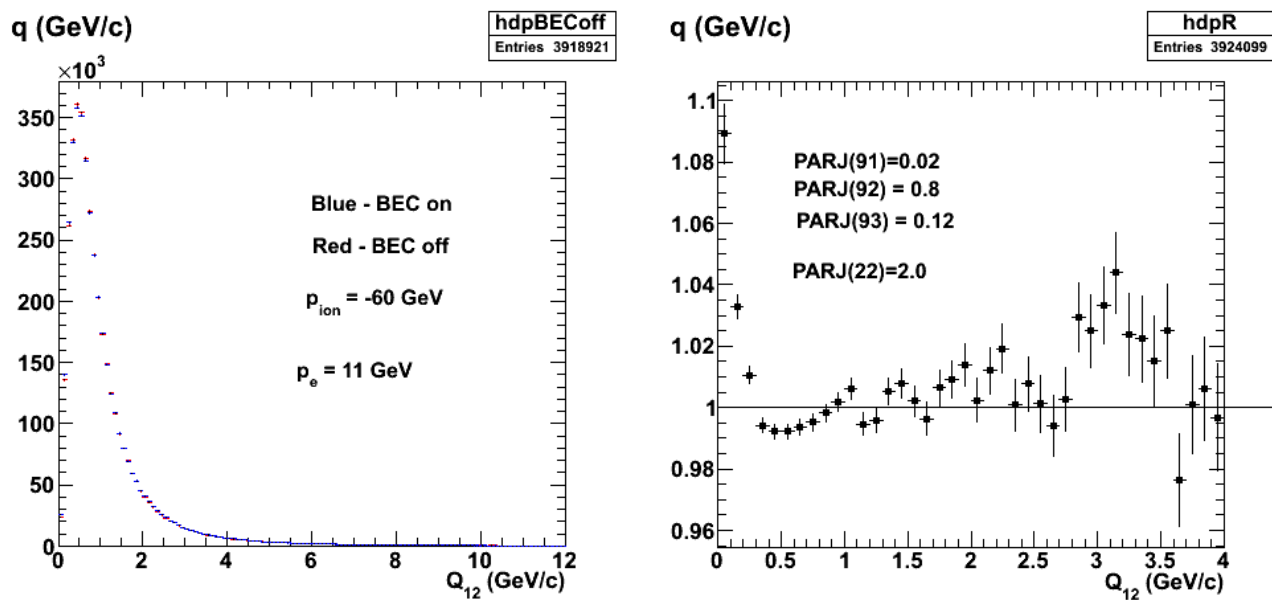 q (GeV/c)
hdpBECoff
Entries 3918921
×10³
350
300
250
200
150
100
50
0
Blue - BEC on
Red - BEC off
p_ion = -60 GeV
p_e = 11 GeV
0 2 4 6 8 10 12
Q_12 (GeV/c)
q (GeV/c)
hdpR
Entries 3924099
1.1
1.08
1.06
1.04
1.02
1
0.98
0.96
PARJ(91)=0.02
PARJ(92) = 0.8
PARJ(93) = 0.12
PARJ(22)=2.0
0 0.5 1 1.5 2 2.5 3 3.5 4
Q_12 (GeV/c)